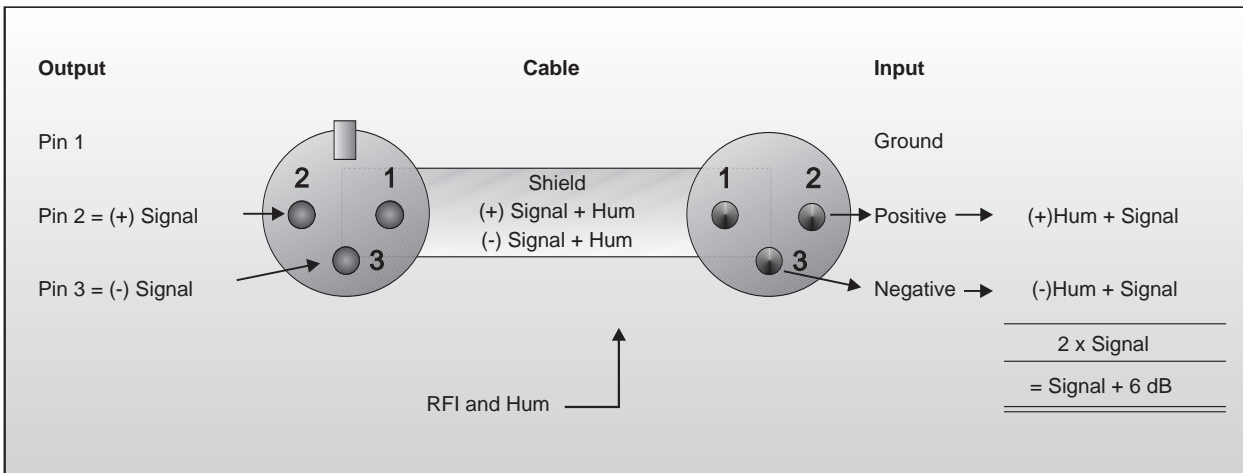 Output Cable Input
Pin 1 Ground
2 1 Shield 1 2
(+) Signal + Hum
Pin 2 = (+) Signal Positive (+)Hum + Signal
(-) Signal + Hum
3 3
Pin 3 = (-) Signal Negative (-)Hum + Signal
2 x Signal
= Signal + 6 dB
RFI and Hum